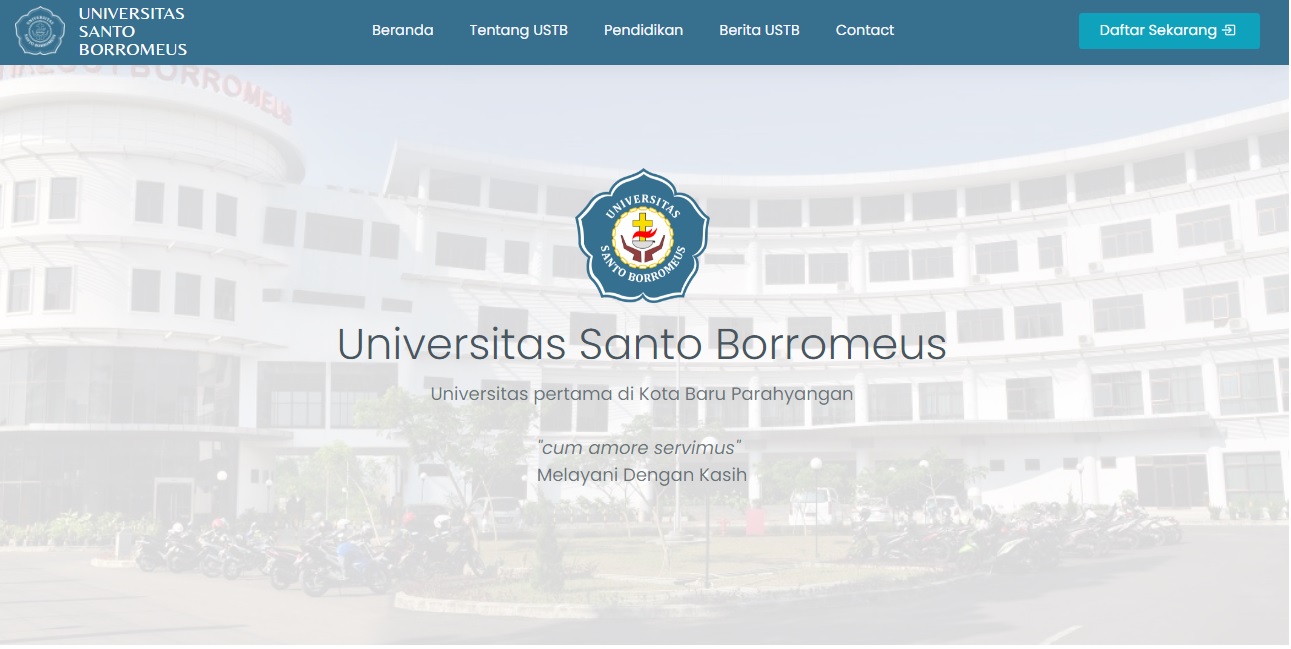 UNIVERSITAS
SANTO
BORROMEUS
Beranda
Tentang USTB
Pendidikan
Berita USTB
Contact
Daftar Sekarang
BORROMEUS
UNIVERSITAS
SANTO BORROMEUS
Universitas Santo Borromeus
Universitas pertama di Kota Baru Parahyangan
"cum amore servimus"
Melayani Dengan Kasih